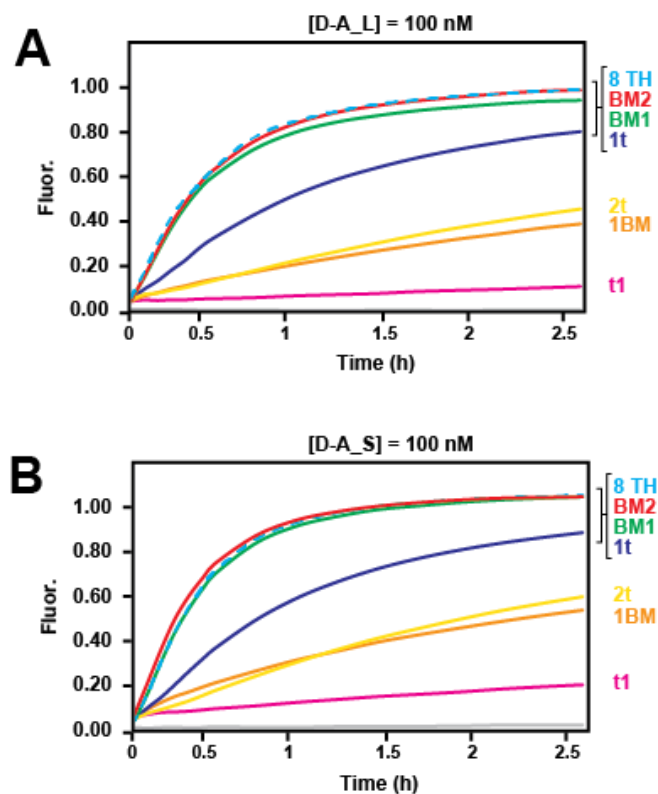 A
[D-A_L] = 100 nM
Fluor.
1.00
0.80
0.60
0.40
0.20
0.00
0 0.5 1 1.5 2 2.5
Time (h)
8 TH
BM2
BM1
1t
2t
1BM
t1
B
[D-A_S] = 100 nM
Fluor.
1.00
0.80
0.60
0.40
0.20
0.00
0 0.5 1 1.5 2 2.5
Time (h)
8 TH
BM2
BM1
1t
2t
1BM
t1